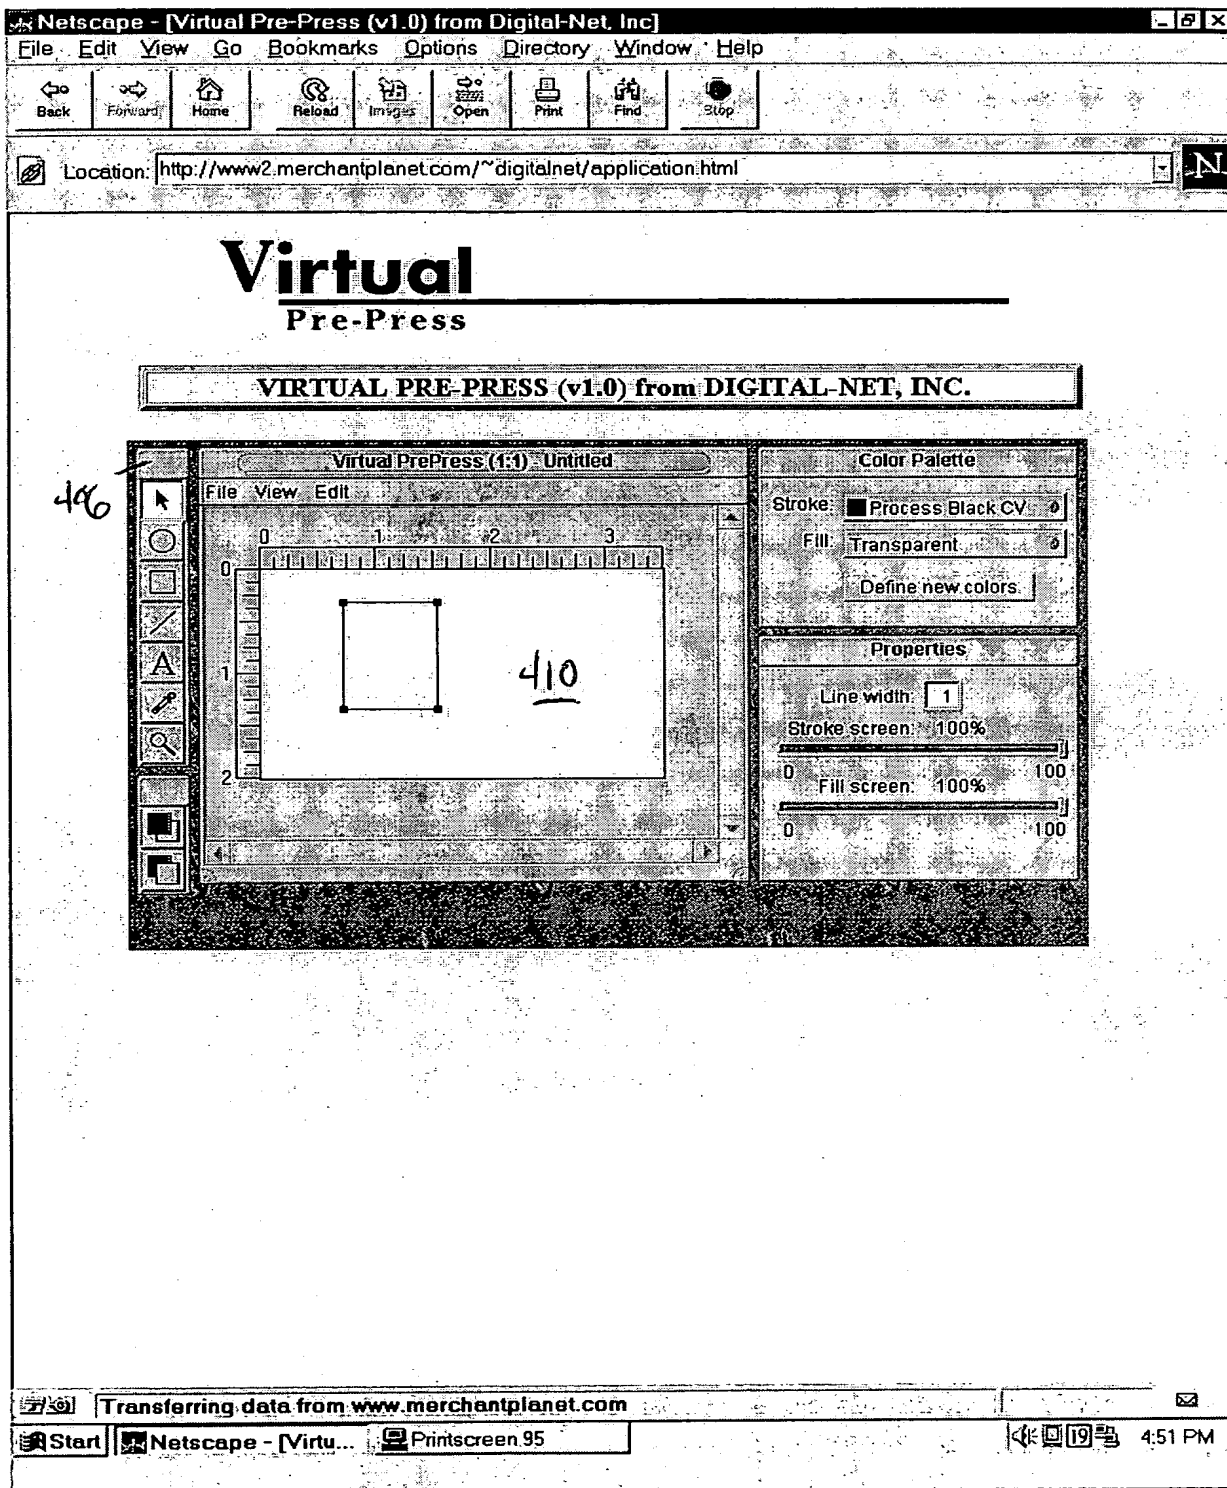 Netscape - [Virtual Pre-Press (v1.0) from Digital-Net, Inc]
File Edit View Go Bookmarks Options Directory Window Help
Back Forward Home Reload Images Open Print Find Stop
Location: http://www2.merchantplanet.com/~digitalnet/application.html
N
Virtual
Pre-Press
VIRTUAL PRE-PRESS (v1.0) from DIGITAL-NET, INC.
Virtual PrePress (1:1) - Untitled
File View Edit
0 1 2 3
0
1
2
A
406
410
Color Palette
Stroke: Process Black CV
Fill: Transparent
Define new colors.
Properties
Line width: 1
Stroke screen: 100%
0 100
Fill screen: 100%
0 100
Transferring data from www.merchantplanet.com
Start Netscape - [Virtu... Printscreen 95 19 4:51 PM